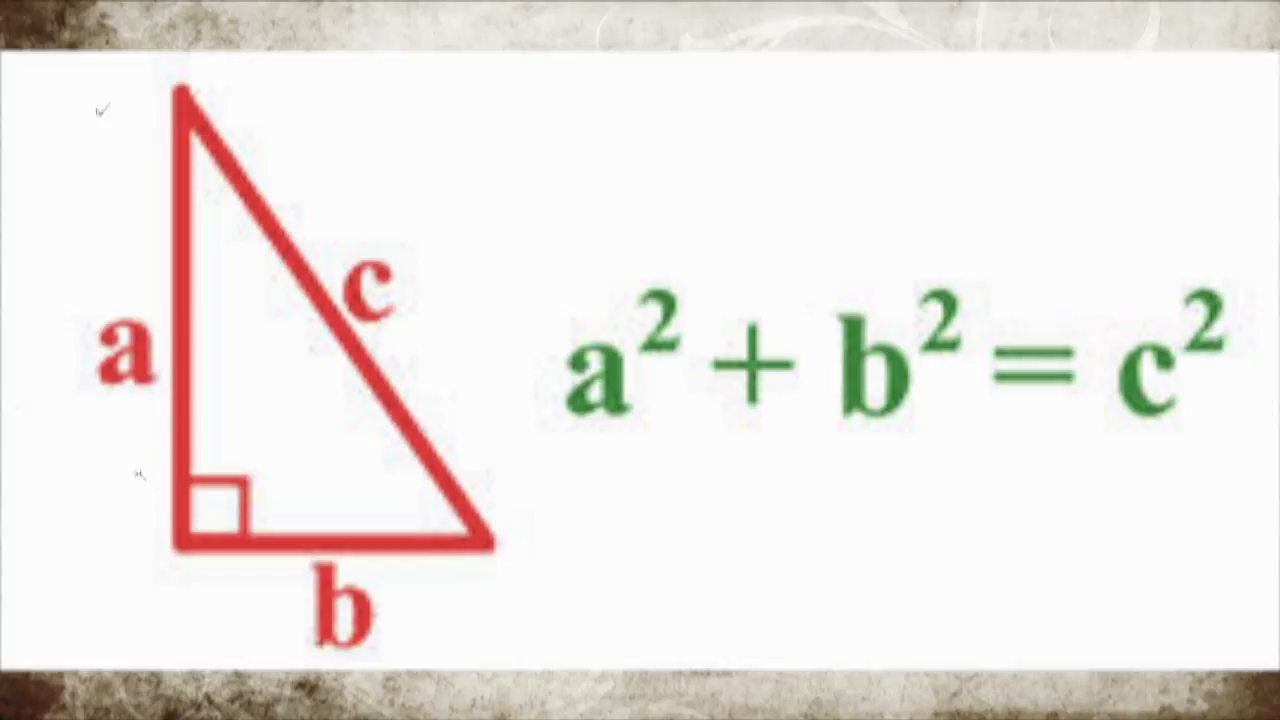 a
c
b
a² + b² = c²